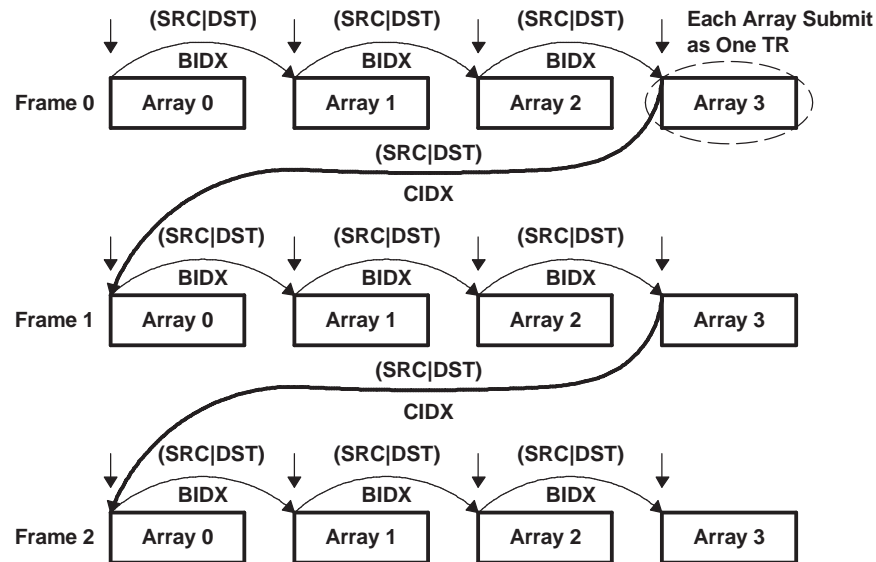 (SRC|DST) (SRC|DST) (SRC|DST) Each Array Submit
as One TR
BIDX BIDX BIDX
Frame 0 Array 0 Array 1 Array 2 Array 3
(SRC|DST)
CIDX
(SRC|DST) (SRC|DST) (SRC|DST)
BIDX BIDX BIDX
Frame 1 Array 0 Array 1 Array 2 Array 3
(SRC|DST)
CIDX
(SRC|DST) (SRC|DST) (SRC|DST)
BIDX BIDX BIDX
Frame 2 Array 0 Array 1 Array 2 Array 3